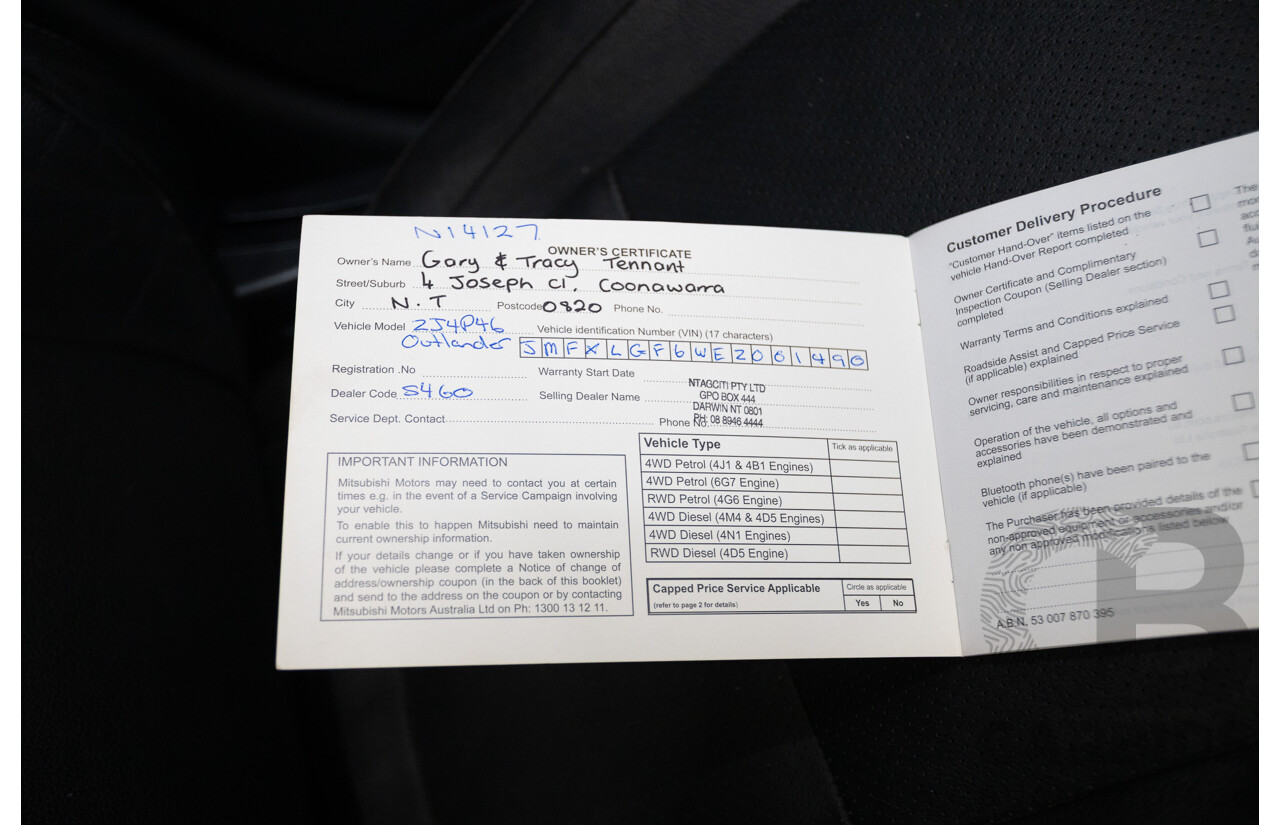 N14127
OWNER'S CERTIFICATE
Owner's Name Gary & Tracy Tennant
Street/Suburb 4 Joseph Cl, Coonawarra
City N.T Postcode 0820 Phone No.
Vehicle Model 2J4P46 Vehicle identification Number (VIN) (17 characters)
Outlander JMFXLGF6WEZ001490
Registration .No Warranty Start Date
Dealer Code S460 Selling Dealer Name
NTAGCITI PTY LTD
GPO BOX 444
DARWIN NT 0801
PH: 08 8946 4444
Service Dept. Contact Phone No.
IMPORTANT INFORMATION
Mitsubishi Motors may need to contact you at certain
times e.g. in the event of a Service Campaign involving
your vehicle.
To enable this to happen Mitsubishi need to maintain
current ownership information.
If your details change or if you have taken ownership
of the vehicle please complete a Notice of change of
address/ownership coupon (in the back of this booklet)
and send to the address on the coupon or by contacting
Mitsubishi Motors Australia Ltd on Ph: 1300 13 12 11.
Vehicle Type Tick as applicable
4WD Petrol (4J1 & 4B1 Engines)
4WD Petrol (6G7 Engine)
RWD Petrol (4G6 Engine)
4WD Diesel (4M4 & 4D5 Engines)
4WD Diesel (4N1 Engines)
RWD Diesel (4D5 Engine)
Capped Price Service Applicable Circle as applicable
(refer to page 2 for details) Yes No
Customer Delivery Procedure
"Customer Hand-Over" items listed on the
vehicle Hand-Over Report completed
Owner Certificate and Complimentary
Inspection Coupon (Selling Dealer section)
completed
Warranty Terms and Conditions explained
Roadside Assist and Capped Price Service
(if applicable) explained
Owner responsibilities in respect to proper
servicing, care and maintenance explained
Operation of the vehicle, all options and
accessories have been demonstrated and
explained
Bluetooth phone(s) have been paired to the
vehicle (if applicable)
The Purchaser has been provided details of the
non-approved equipment or accessories and/or
any non approved modifications listed below
A.B.N. 53 007 870 395
The
B